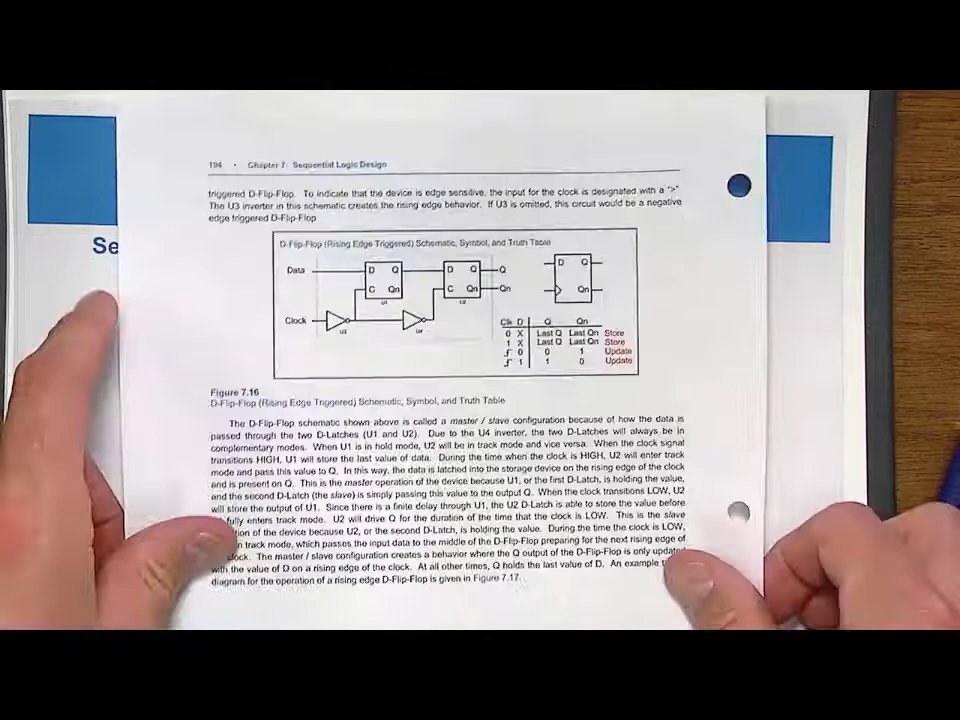 194 • Chapter 7: Sequential Logic Design
triggered D-Flip-Flop. To indicate that the device is edge sensitive, the input for the clock is designated with a ">"
The U3 inverter in this schematic creates the rising edge behavior. If U3 is omitted, this circuit would be a negative
edge triggered D-Flip-Flop
Se
D-Flip-Flop (Rising Edge Triggered) Schematic, Symbol, and Truth Table
Data D Q D Q Q D Q
C Qn C Qn Qn Qn
U1 U2
Clock
U3 U4
Clk D Q Qn
0 X Last Q Last Qn Store
1 X Last Q Last Qn Store
0 0 1 Update
1 1 0 Update
Figure 7.16
D-Flip-Flop (Rising Edge Triggered) Schematic, Symbol, and Truth Table
The D-Flip-Flop schematic shown above is called a master / slave configuration because of how the data is
passed through the two D-Latches (U1 and U2). Due to the U4 inverter, the two D-Latches will always be in
complementary modes. When U1 is in hold mode, U2 will be in track mode and vice versa. When the clock signal
transitions HIGH, U1 will store the last value of data. During the time when the clock is HIGH, U2 will enter track
mode and pass this value to Q. In this way, the data is latched into the storage device on the rising edge of the clock
and is present on Q. This is the master operation of the device because U1, or the first D-Latch, is holding the value,
and the second D-Latch (the slave) is simply passing this value to the output Q. When the clock transitions LOW, U2
will store the output of U1. Since there is a finite delay through U1, the U2 D-Latch is able to store the value before
fully enters track mode. U2 will drive Q for the duration of the time that the clock is LOW. This is the slave
tion of the device because U2, or the second D-Latch, is holding the value. During the time the clock is LOW,
n track mode, which passes the input data to the middle of the D-Flip-Flop preparing for the next rising edge of
clock. The master / slave configuration creates a behavior where the Q output of the D-Flip-Flop is only updated
with the value of D on a rising edge of the clock. At all other times, Q holds the last value of D. An example
diagram for the operation of a rising edge D-Flip-Flop is given in Figure 7.17.